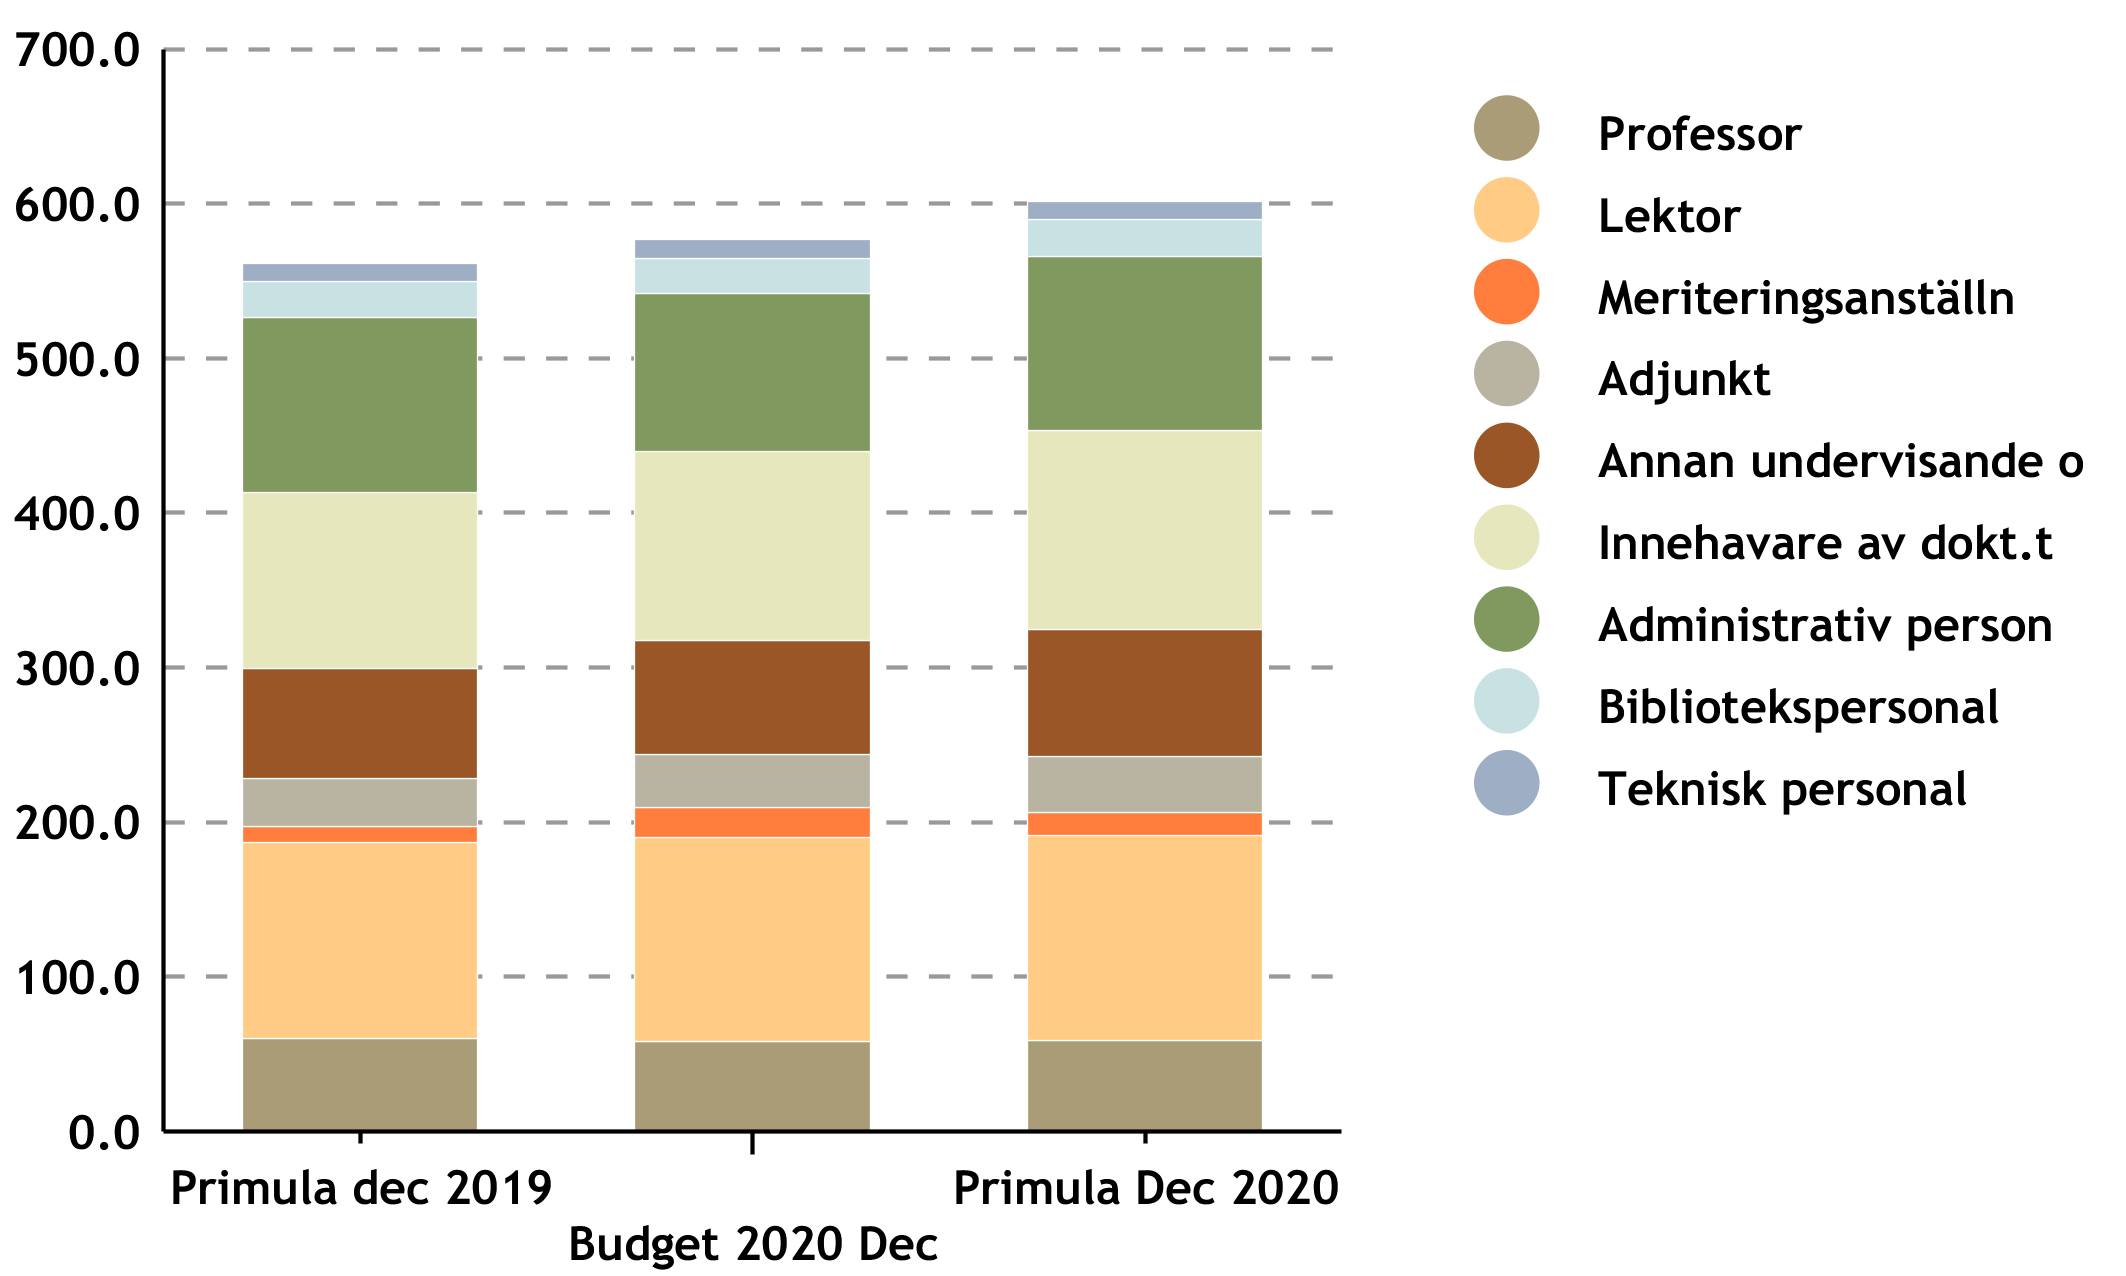 700.0
600.0
500.0
400.0
300.0
200.0
100.0
0.0
Primula dec 2019
Budget 2020 Dec
Primula Dec 2020
Professor
Lektor
Meriteringsanställn
Adjunkt
Annan undervisande o
Innehavare av dokt.t
Administrativ person
Bibliotekspersonal
Teknisk personal